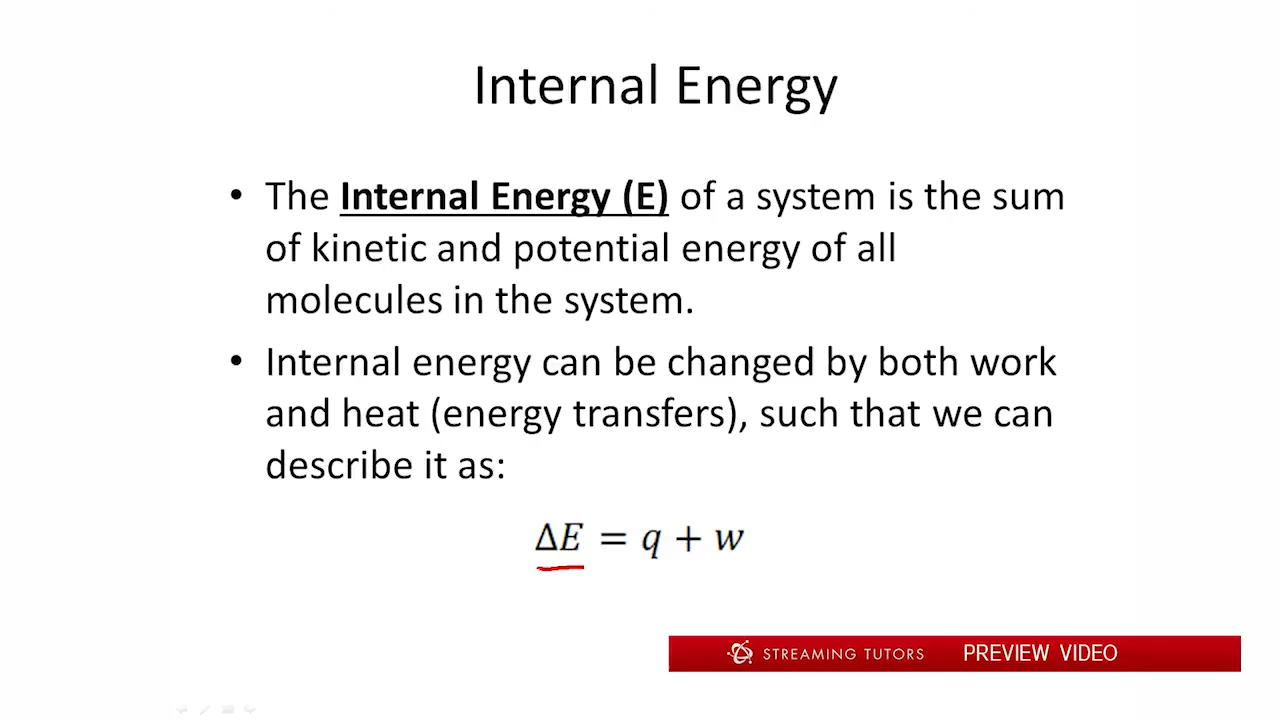 Internal Energy
• The Internal Energy (E) of a system is the sum
of kinetic and potential energy of all
molecules in the system.
• Internal energy can be changed by both work
and heat (energy transfers), such that we can
describe it as:
ΔE = q + w
STREAMING TUTORS PREVIEW VIDEO